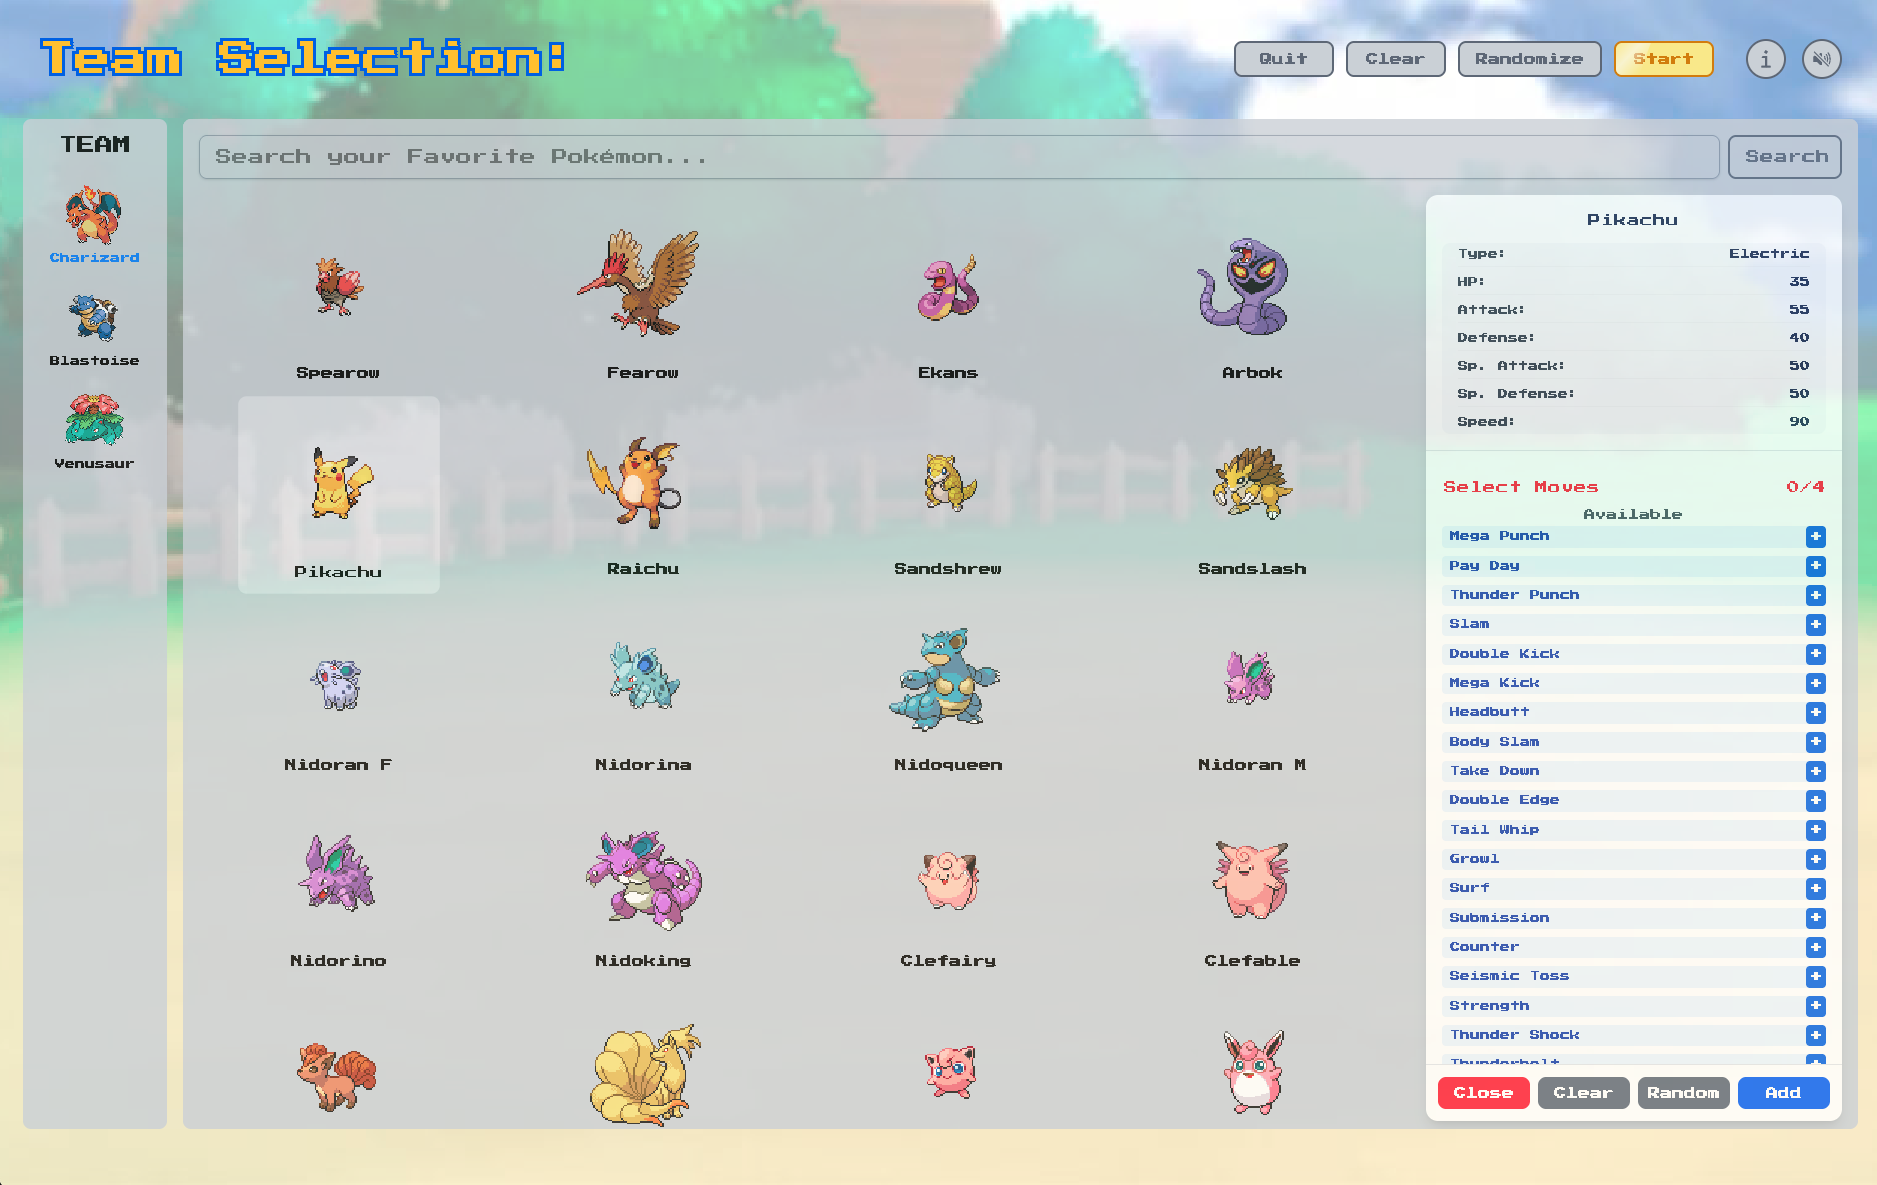 Team Selection:
Quit
Clear
Randomize
Start
i
TEAM
Charizard
Blastoise
Venusaur
Search your Favorite Pokémon...
Search
Spearow
Fearow
Ekans
Arbok
Pikachu
Raichu
Sandshrew
Sandslash
Nidoran F
Nidorina
Nidoqueen
Nidoran M
Nidorino
Nidoking
Clefairy
Clefable
Pikachu
Type: Electric
HP: 35
Attack: 55
Defense: 40
Sp. Attack: 50
Sp. Defense: 50
Speed: 90
Select Moves 0/4
Available
Mega Punch +
Pay Day +
Thunder Punch +
Slam +
Double Kick +
Mega Kick +
Headbutt +
Body Slam +
Take Down +
Double Edge +
Tail Whip +
Growl +
Surf +
Submission +
Counter +
Seismic Toss +
Strength +
Thunder Shock +
Thunderbolt +
Close
Clear
Random
Add